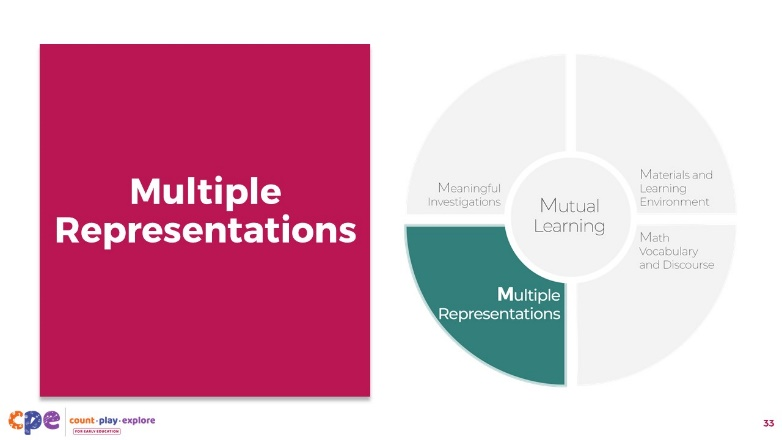 Multiple
Representations
Meaningful
Investigations
Mutual
Learning
Materials and
Learning
Environment
Math
Vocabulary
and Discourse
Multiple
Representations
cpe
count·play·explore
FOR EARLY EDUCATION
33